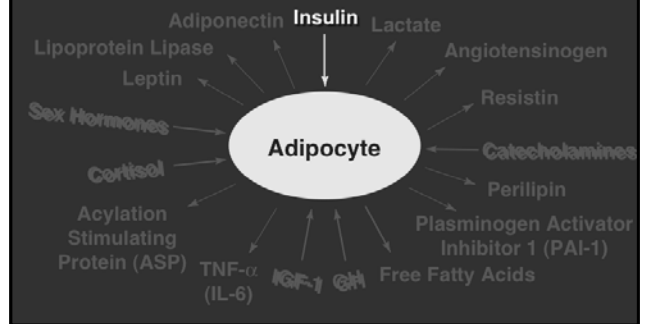 Insulin
Adiponectin
Lactate
Lipoprotein Lipase
Angiotensinogen
Leptin
Resistin
Sex Hormones
Adipocyte
Catecholamines
Cortisol
Perilipin
Acylation
Stimulating
Protein (ASP)
Plasminogen Activator
Inhibitor 1 (PAI-1)
TNF-α
(IL-6)
IGF-1
GH
Free Fatty Acids